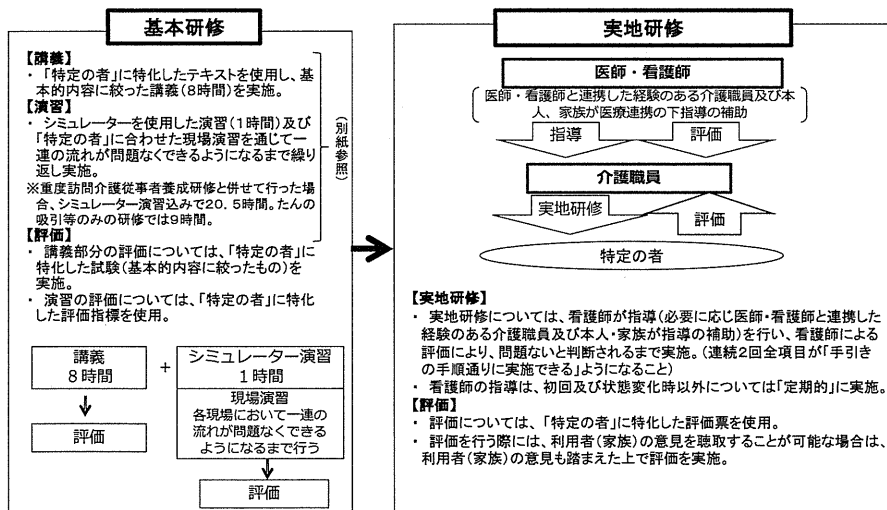 基本研修
【講義】
・ 「特定の者」に特化したテキストを使用し、基
本的内容に絞った講義(8時間)を実施。
【演習】
・ シミュレーターを使用した演習(1時間)及び
「特定の者」に合わせた現場演習を通じて一
連の流れが問題なくできるようになるまで繰り
返し実施。
※重度訪問介護従事者養成研修と併せて行った場
合、シミュレーター演習込みで20.5時間。たんの
吸引等のみの研修では9時間。
(別紙参照)
【評価】
・ 講義部分の評価については、「特定の者」に
特化した試験(基本的内容に絞ったもの)を
実施。
・ 演習の評価については、「特定の者」に特化
した評価指標を使用。
講義
8時間
+
シミュレーター演習
1時間
現場演習
各現場において一連の
流れが問題なくできる
ようになるまで行う
評価
評価
実地研修
医師・看護師
医師・看護師と連携した経験のある介護職員及び本
人、家族が医療連携の下指導の補助
指導
評価
介護職員
実地研修
評価
特定の者
【実地研修】
・ 実地研修については、看護師が指導(必要に応じ医師・看護師と連携した
経験のある介護職員及び本人・家族が指導の補助)を行い、看護師による
評価により、問題ないと判断されるまで実施。(連続2回全項目が「手引き
の手順通りに実施できる」ようになること)
・ 看護師の指導は、初回及び状態変化時以外については「定期的」に実施。
【評価】
・ 評価については、「特定の者」に特化した評価票を使用。
・ 評価を行う際には、利用者(家族)の意見を聴取することが可能な場合は、
利用者(家族)の意見も踏まえた上で評価を実施。